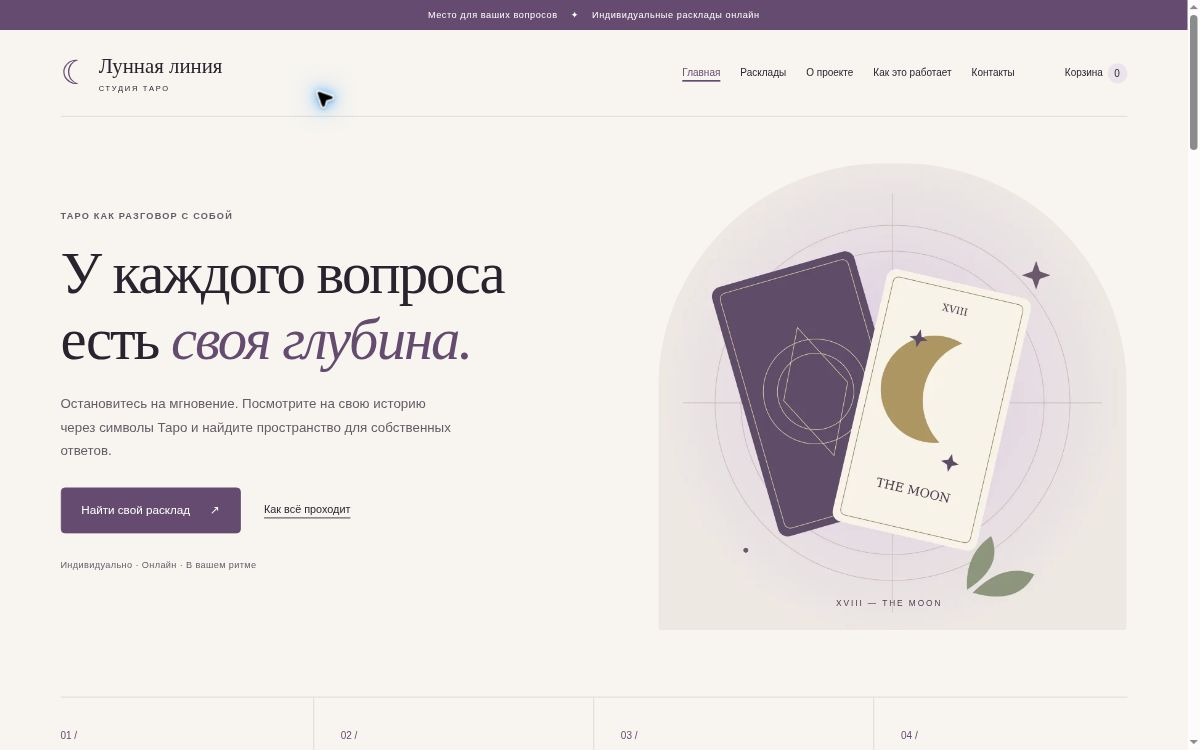 Место для ваших вопросов ✦ Индивидуальные расклады онлайн
Лунная линия
СТУДИЯ ТАРО
Главная Расклады О проекте Как это работает Контакты Корзина 0
ТАРО КАК РАЗГОВОР С СОБОЙ
У каждого вопроса
есть своя глубина.
Остановитесь на мгновение. Посмотрите на свою историю
через символы Таро и найдите пространство для собственных
ответов.
Найти свой расклад ↗ Как всё проходит
Индивидуально · Онлайн · В вашем ритме
XVIII
THE MOON
XVIII — THE MOON
01 / 02 / 03 / 04 /